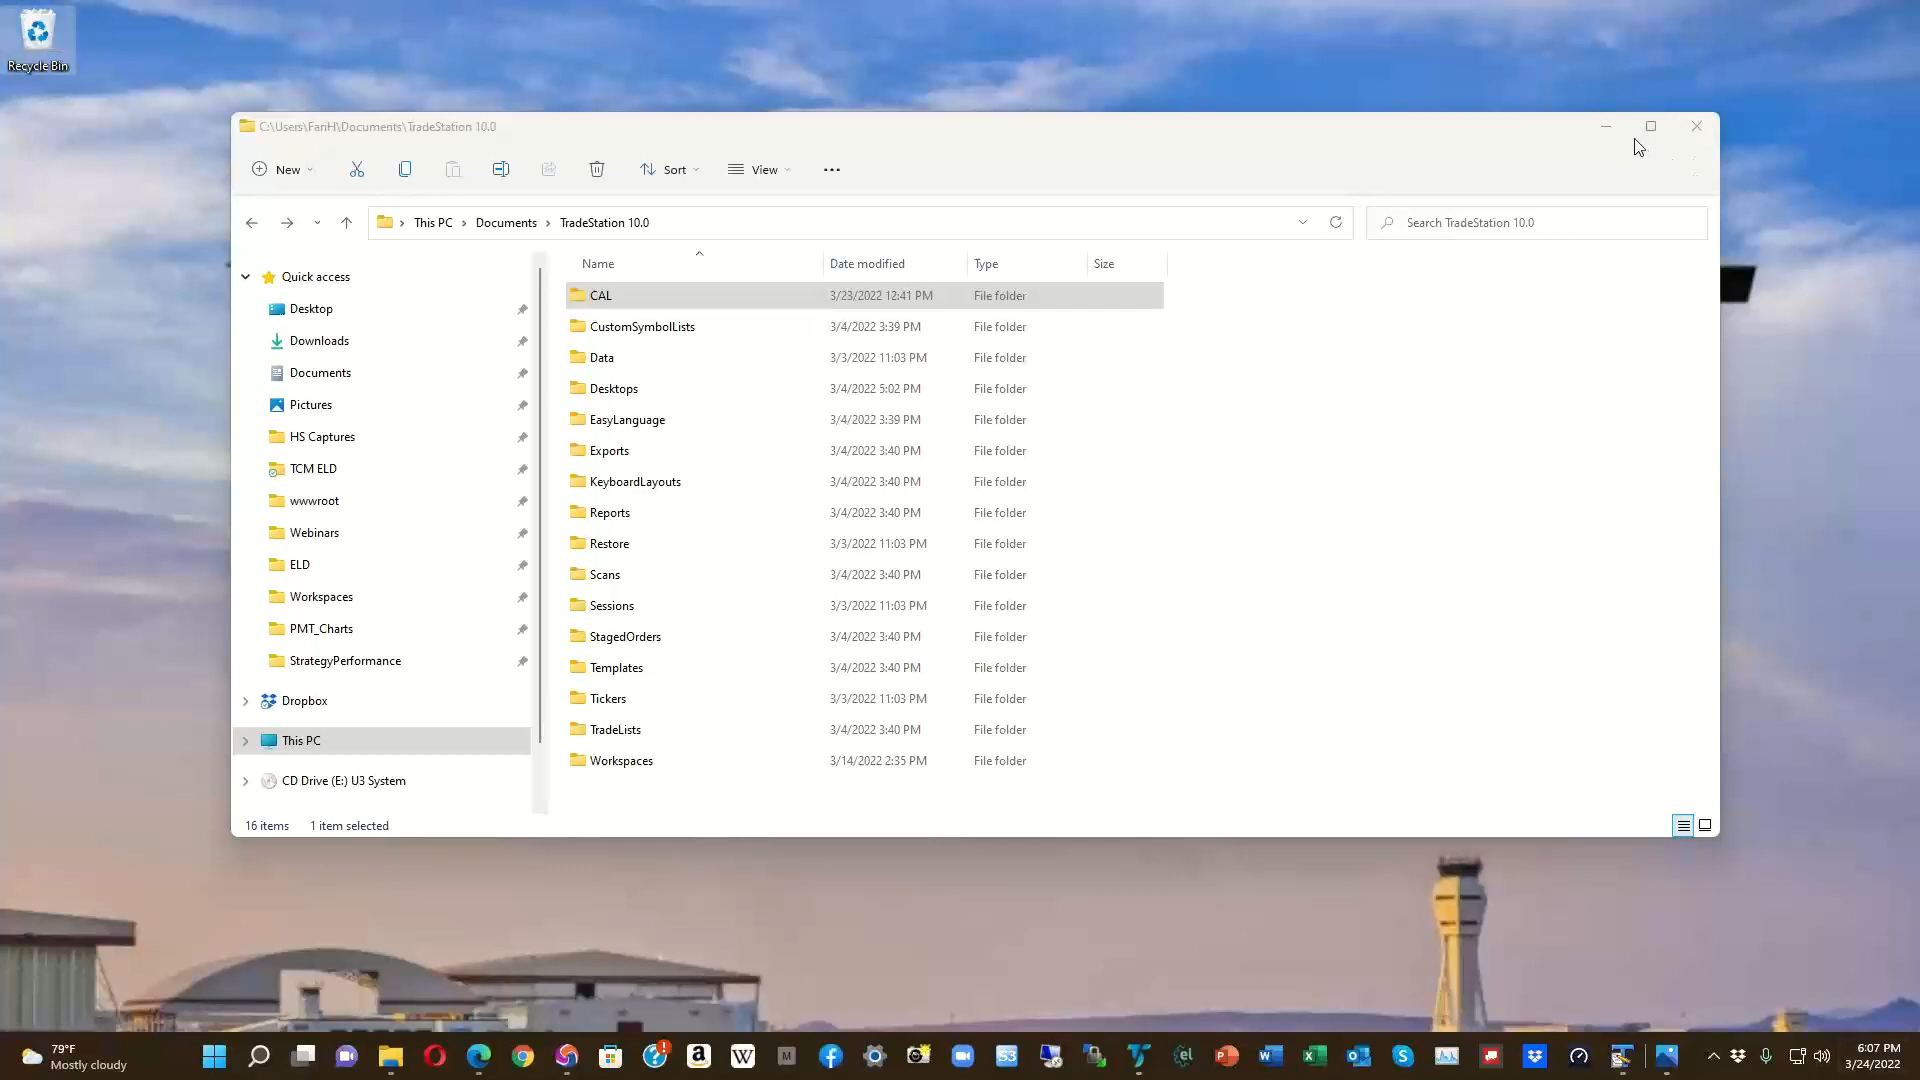 Recycle Bin
C:\Users\FariH\Documents\TradeStation 10.0
New
Sort
View
This PC > Documents > TradeStation 10.0
Search TradeStation 10.0
Quick access
Desktop
Downloads
Documents
Pictures
HS Captures
TCM ELD
wwwroot
Webinars
ELD
Workspaces
PMT_Charts
StrategyPerformance
Dropbox
This PC
CD Drive (E:) U3 System
Name Date modified Type Size
CAL 3/23/2022 12:41 PM File folder
CustomSymbolLists 3/4/2022 3:39 PM File folder
Data 3/3/2022 11:03 PM File folder
Desktops 3/4/2022 5:02 PM File folder
EasyLanguage 3/4/2022 3:39 PM File folder
Exports 3/4/2022 3:40 PM File folder
KeyboardLayouts 3/4/2022 3:40 PM File folder
Reports 3/4/2022 3:40 PM File folder
Restore 3/3/2022 11:03 PM File folder
Scans 3/4/2022 3:40 PM File folder
Sessions 3/3/2022 11:03 PM File folder
StagedOrders 3/4/2022 3:40 PM File folder
Templates 3/4/2022 3:40 PM File folder
Tickers 3/3/2022 11:03 PM File folder
TradeLists 3/4/2022 3:40 PM File folder
Workspaces 3/14/2022 2:35 PM File folder
16 items 1 item selected
79°F
Mostly cloudy
6:07 PM
3/24/2022